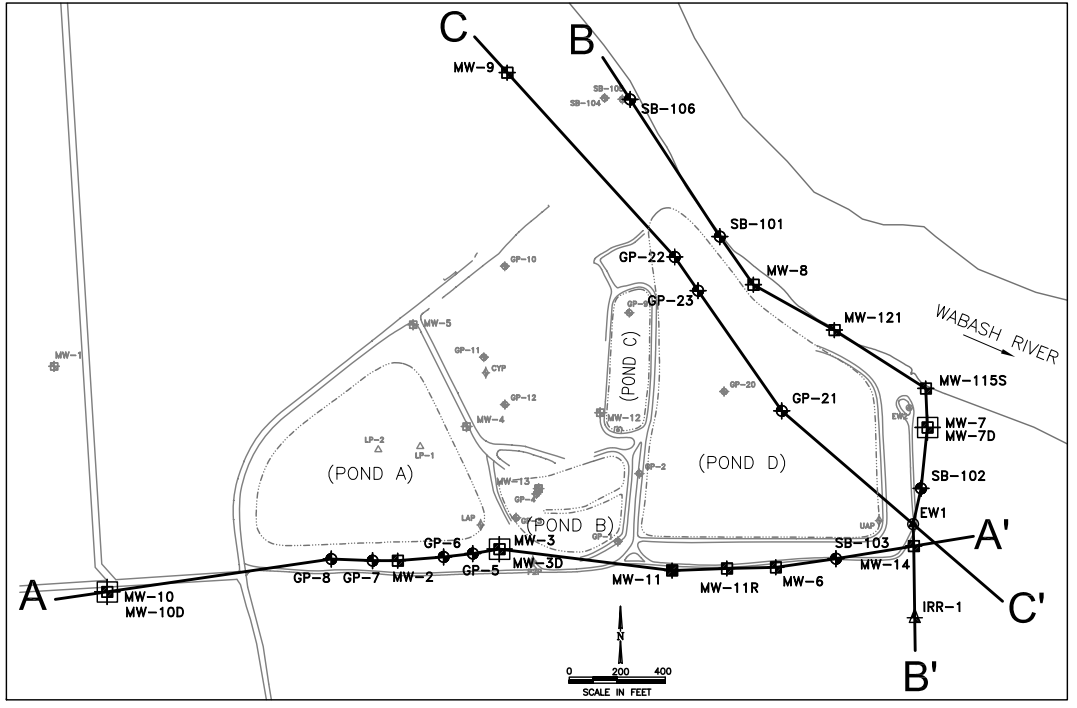 C
B
MW-9
SB-105
SB-104
SB-106
SB-101
GP-22
GP-10
MW-8
GP-23
GP-9
MW-5
MW-121
WABASH RIVER
MW-1
GP-11
CYP
(POND C)
MW-115S
GP-20
GP-12
GP-21
MW-12
EW2
MW-4
MW-7
MW-7D
LP-2
LP-1
(POND A)
(POND D)
GP-2
MW-13
GP-4
SB-102
LAP
GP-3
(POND B)
UAP
EW1
GP-1
A'
MW-3
MW-3D
GP-6
SB-103
GP-8
GP-7
MW-2
GP-5
MW-11
MW-11R
MW-6
MW-14
A
MW-10
MW-10D
C'
IRR-1
N
0 200 400
SCALE IN FEET
B'